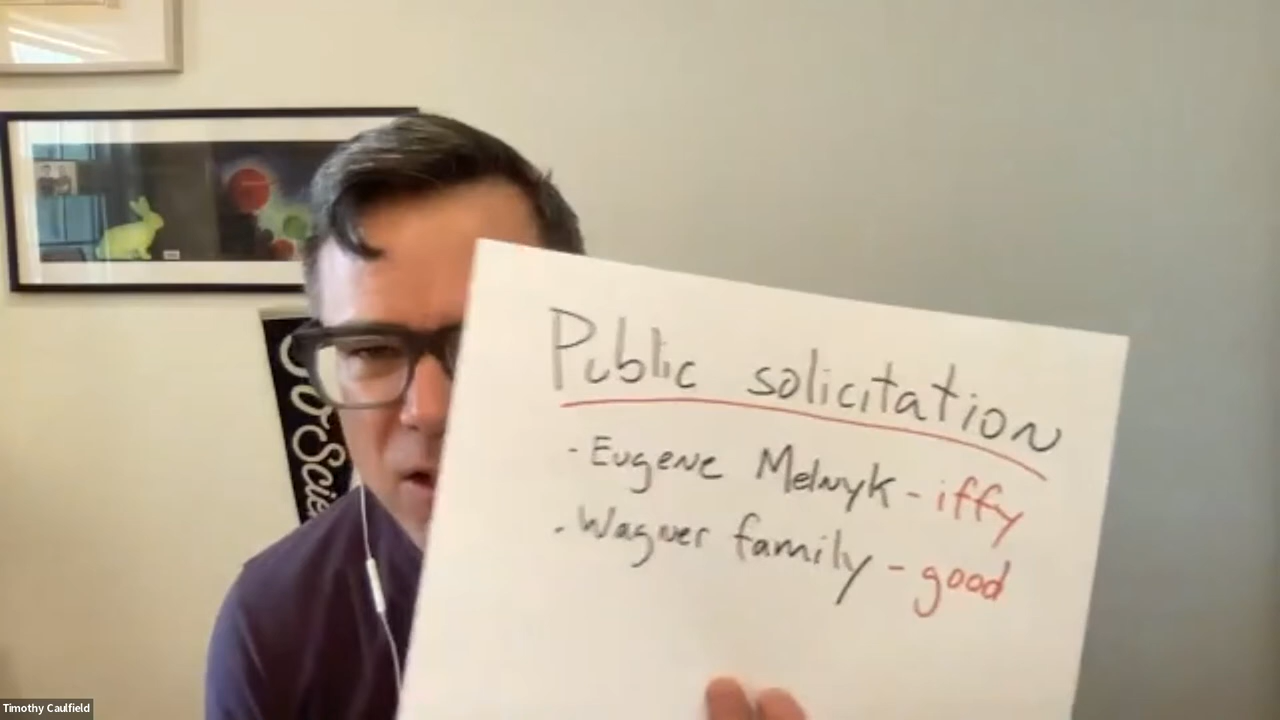 Public solicitation
- Eugene Melnyk - iffy
- Wagner family - good
Timothy Caulfield